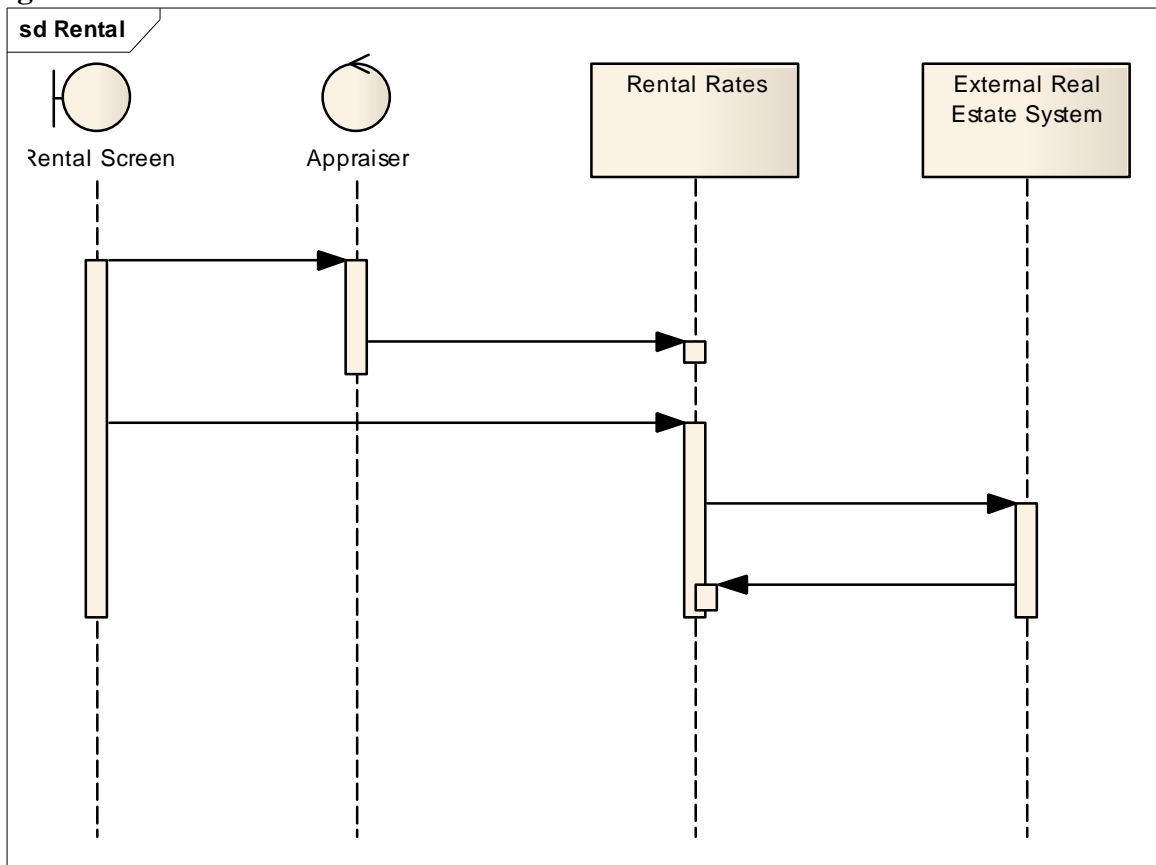 sd Rental
Rental Screen
Appraiser
Rental Rates
External Real
Estate System